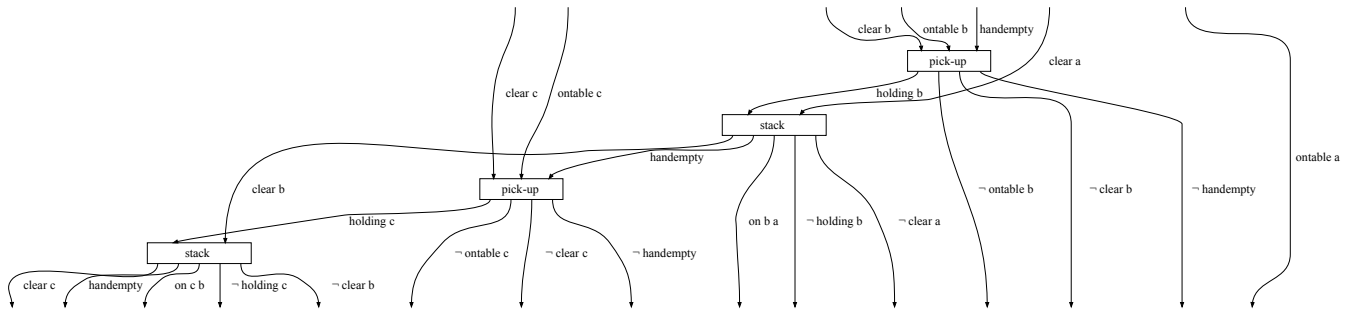 clear b ontable b handempty
pick-up clear a
clear c ontable c holding b
stack
handempty ontable a
clear b pick-up on b a ¬ holding b ¬ clear a ¬ ontable b ¬ clear b ¬ handempty
holding c
stack ¬ ontable c ¬ clear c ¬ handempty
clear c handempty on c b ¬ holding c ¬ clear b